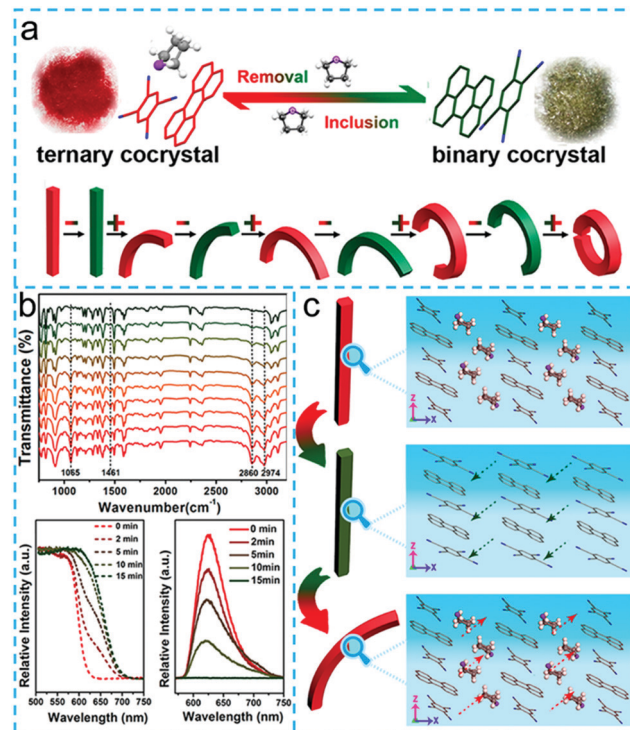 a
Removal
Inclusion
ternary cocrystal
binary cocrystal
- + - + - + - +
b
Transmittance (%)
1065
1461
2860
2974
1000 1500 2000 2500 3000
Wavenumber(cm⁻¹)
Relative Intensity (a.u.)
0 min
2 min
5 min
10 min
15 min
500 550 600 650 700 750
Wavelength (nm)
Relative Intensity (a.u.)
0 min
2min
5min
10min
15min
550 600 650 700 750
Wavelength (nm)
c
Z
X
Z
X
Z
X